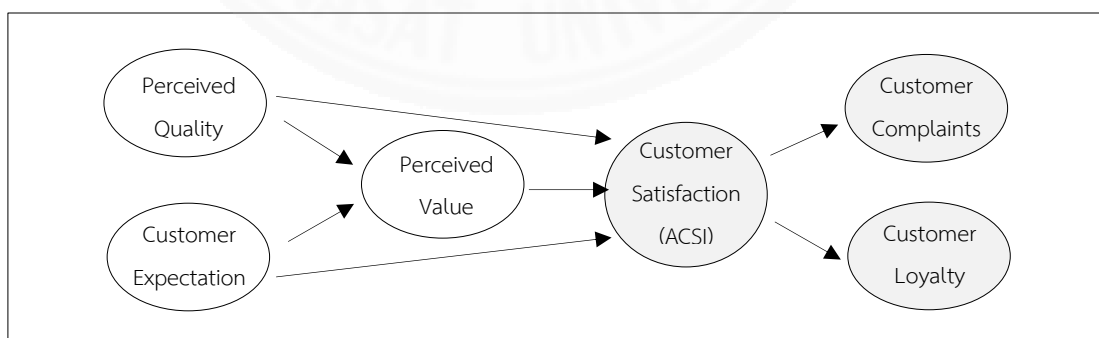 Perceived
Quality
Customer
Expectation
Perceived
Value
Customer
Satisfaction
(ACSI)
Customer
Complaints
Customer
Loyalty